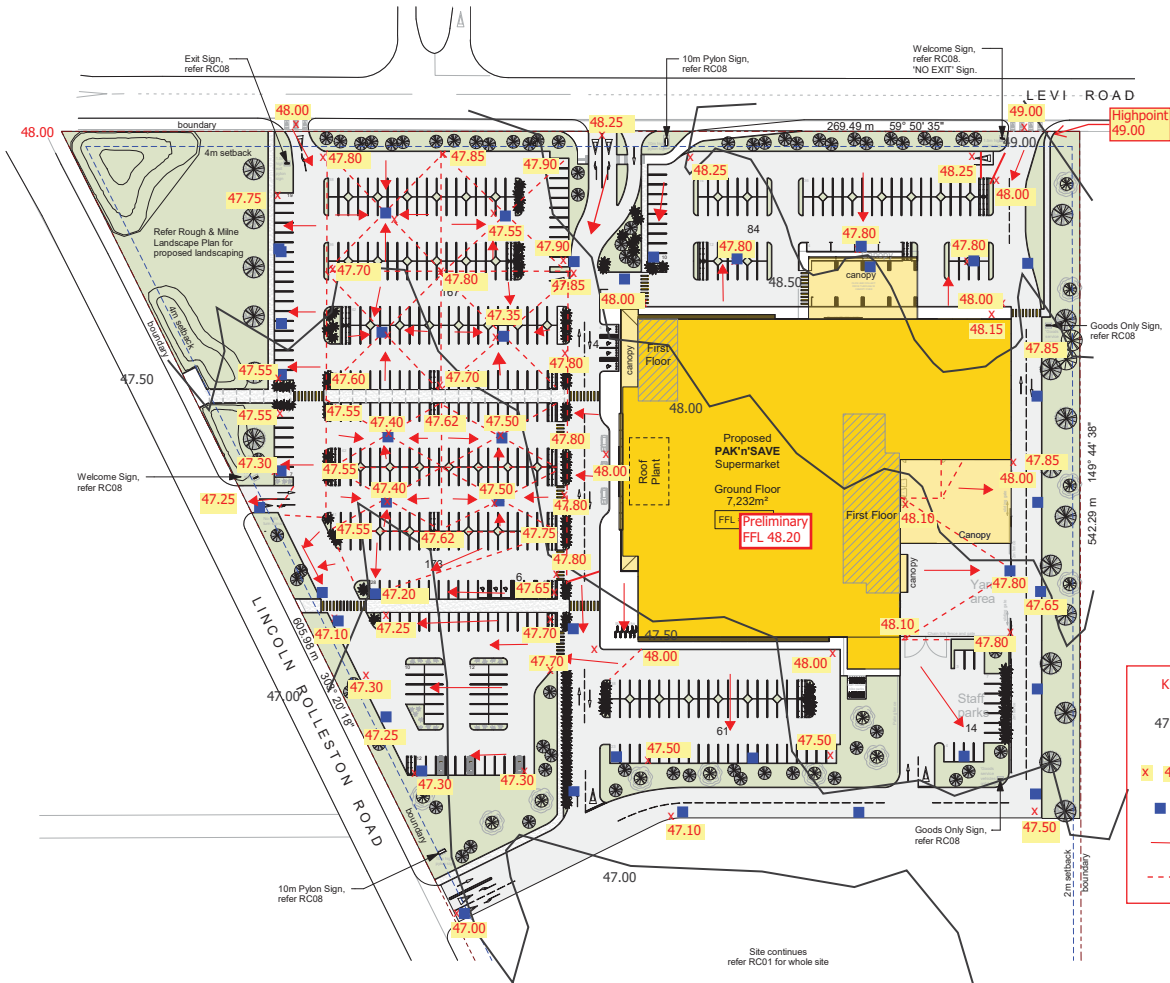 Exit Sign,
refer RC08
10m Pylon Sign,
refer RC08
Welcome Sign,
refer RC08.
'NO EXIT' Sign.
LEVI ROAD
48.00
48.25
49.00
Highpoint
49.00
48.00
boundary
269.49 m 59° 50' 35"
49.00
4m setback
47.80
47.85
47.90
48.25
48.25
48.00
47.75
47.55
84
Refer Rough & Milne
Landscape Plan for
proposed landscaping
47.90
47.80
47.80
47.80
47.70
47.80
47.85
canopy
48.50
167
48.00
48.00
4m setback
47.35
48.15
Goods Only Sign,
refer RC08
4
First
Floor
canopy
47.85
boundary
47.80
47.55
47.60
47.70
47.50
47.55
47.55
47.62
48.00
47.40
47.50
47.80
Proposed
PAK'n'SAVE
Supermarket
Ground Floor
7,232m²
FFL
Preliminary
FFL 48.20
Roof
Plant
First Floor
47.30
47.55
48.00
47.85
48.00
542.29 m 149° 44' 38"
Welcome Sign,
refer RC08
47.25
47.40
47.50
47.80
48.10
47.55
47.62
47.75
Canopy
173
47.80
canopy
47.80
47.20
6
47.65
Yard
area
47.65
47.10
47.25
47.70
47.50
48.10
47.80
LINCOLN ROLLESTON ROAD
605.98 m 303° 20' 18"
47.00
47.70
48.00
48.00
47.30
Staff
parks
14
47.25
61
47.50
47.50
47.30
47.30
boundary
47.10
47.50
Goods Only Sign,
refer RC08
10m Pylon Sign,
refer RC08
47.00
47.00
2m setback
boundary
Site continues
refer RC01 for whole site
K
47
x 4